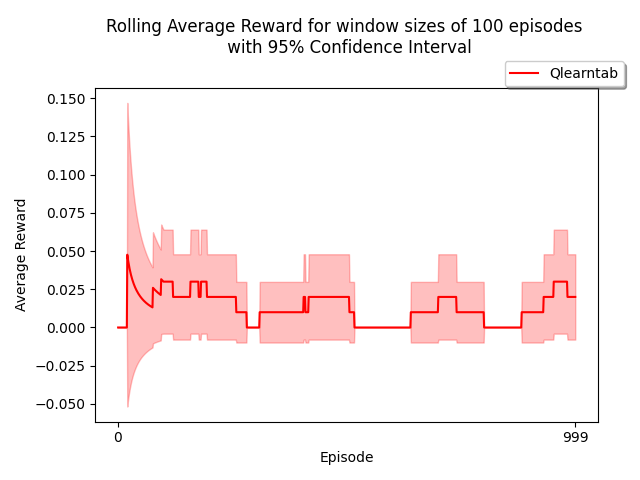 Rolling Average Reward for window sizes of 100 episodes
with 95% Confidence Interval
Qlearntab
0.150
0.125
0.100
0.075
0.050
0.025
0.000
−0.025
−0.050
Average Reward
0
999
Episode